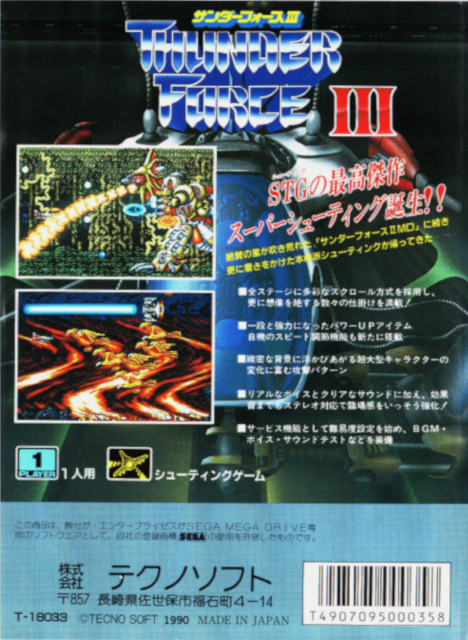 サンダーフォースIII
THUNDER
FORCE
III
STGの最高傑作
スーパーシューティング誕生!!
絶賛の嵐が吹き荒れた「サンダーフォースII MD」に続き
更に磨きをかけた本格派シューティングが帰ってきた
■全ステージに多彩なスクロール方式を採用し、
更に想像を絶する数々の仕掛けを満載!
■一段と強力になったパワーUPアイテム
自機のスピード調節機能も新たに搭載
■緻密な背景に浮かびあがる超大型キャラクターの
変化に富む攻撃パターン
■リアルなボイスとクリアなサウンドに加え、効果
音までもステレオ対応で臨場感をいっそう強化!
■サービス機能として難易度設定を始め、BGM・
ボイス・サウンドテストなどを装備
1
PLAYER
1人用
シューティングゲーム
この商品は、㈱セガ・エンタープライゼスがSEGA MEGA DRIVE専
用のソフトウェアとして、自社の登録商標SEGAの使用を許諾したものです。
株式
会社
テクノソフト
〒857 長崎県佐世保市福石町4-14
T-18033 ©TECNO SOFT 1990 MADE IN JAPAN
T4907095000358